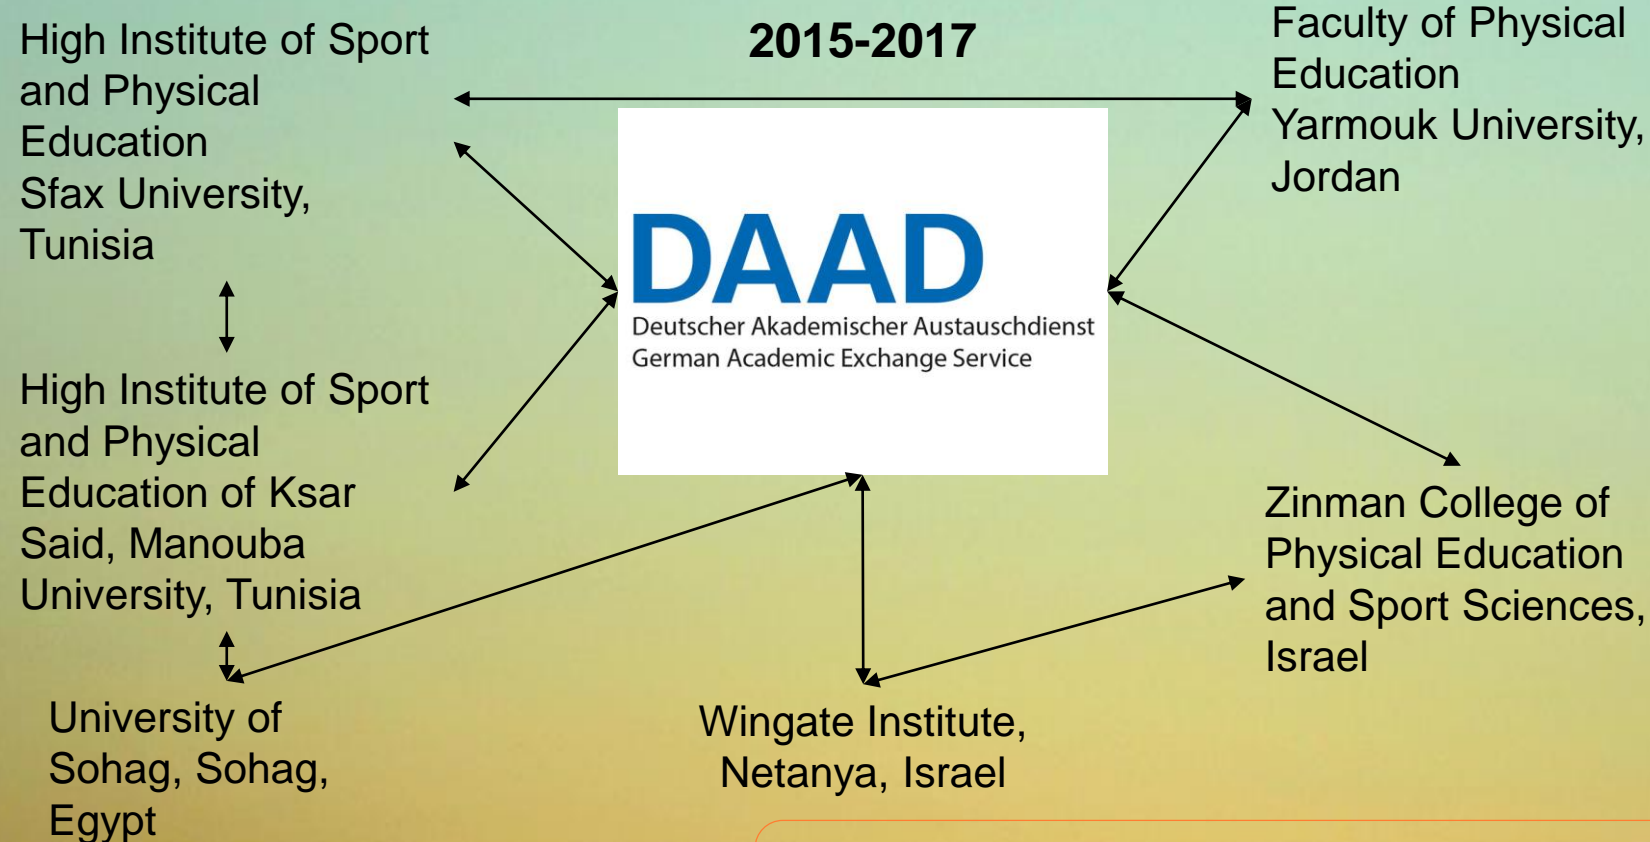 High Institute of Sport
and Physical
Education
Sfax University,
Tunisia
2015-2017
Faculty of Physical
Education
Yarmouk University,
Jordan
DAAD
Deutscher Akademischer Austauschdienst
German Academic Exchange Service
High Institute of Sport
and Physical
Education of Ksar
Said, Manouba
University, Tunisia
Zinman College of
Physical Education
and Sport Sciences,
Israel
University of
Sohag, Sohag,
Egypt
Wingate Institute,
Netanya, Israel